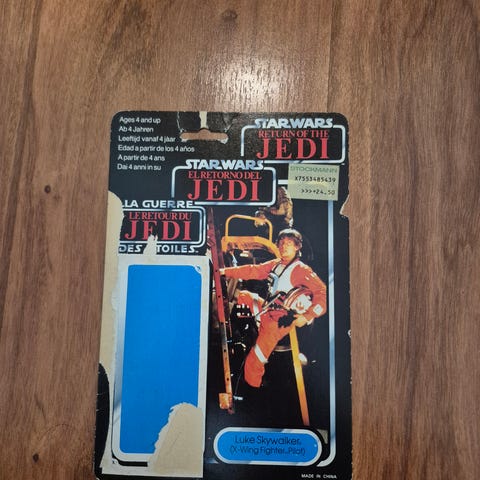 Ages 4 and up
Ab 4 Jahren
Leeftijd vanaf 4 jáár
Edad a partir de los 4 años
A partir de 4 ans
Dai 4 anni in su
STAR WARS
RETURN OF THE
JEDI
STOCKMANN
X7553485439
>>>+24.50
STAR WARS
EL RETORNO DEL
JEDI
LA GUERRE
LE RETOUR DU
JEDI
DES ETOILES
Luke Skywalker
(X-Wing Fighter Pilot)
MADE IN CHINA